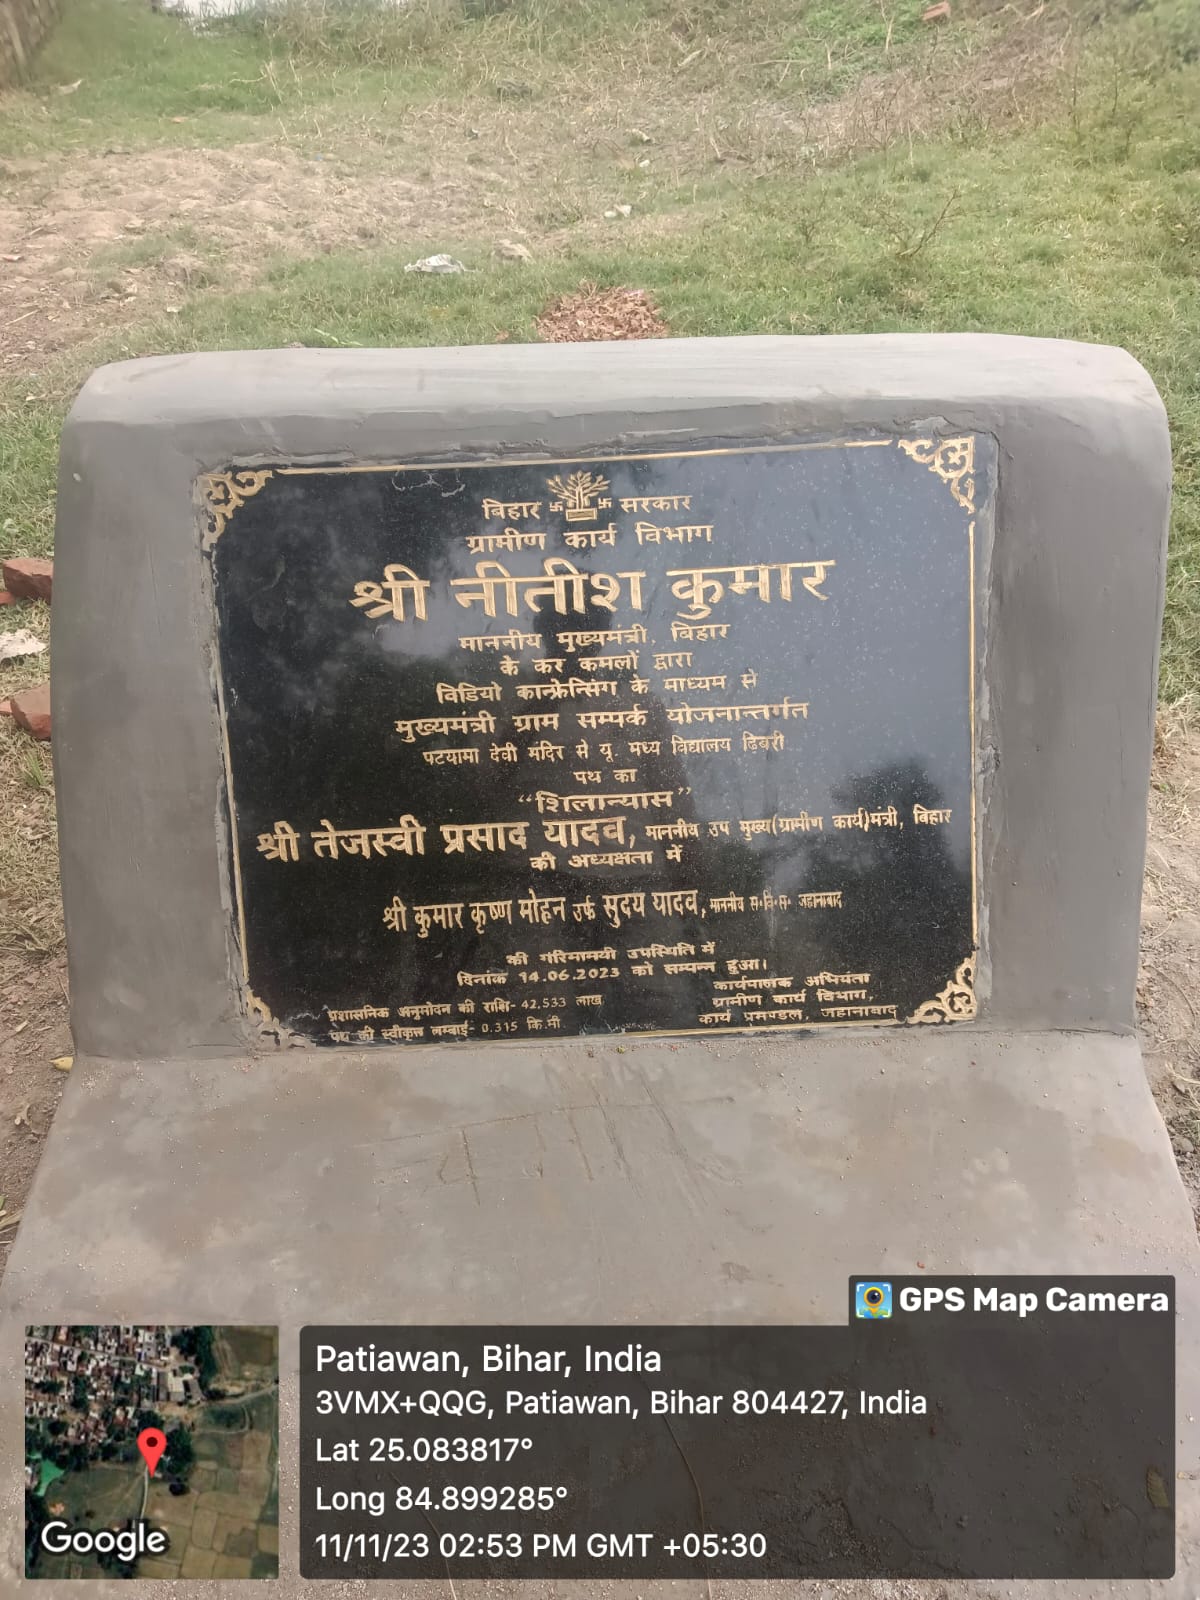 बिहार 卐 卐 सरकार
ग्रामीण कार्य विभाग
श्री नीतीश कुमार
माननीय मुख्यमंत्री, बिहार
के कर कमलों द्वारा
विडियो कान्फ्रेन्सिंग के माध्यम से
मुख्यमंत्री ग्राम सम्पर्क योजनान्तर्गत
पटयामा देवी मंदिर से यू. मध्य विद्यालय ढिबरी
पथ का
“शिलान्यास”
श्री तेजस्वी प्रसाद यादव, माननीय उप मुख्य(ग्रामीण कार्य)मंत्री, बिहार
की अध्यक्षता में
श्री कुमार कृष्ण मोहन उर्फ सुदय यादव, माननीय स॰वि॰स॰ जहानाबाद
की गरिमामयी उपस्थिति में
दिनांक 14.06.2023 को सम्पन्न हुआ।
प्रशासनिक अनुमोदन की राशि- 42.533 लाख
पथ की स्वीकृत लम्बाई- 0.315 कि.मी.
कार्यपालक अभियंता
ग्रामीण कार्य विभाग,
कार्य प्रमण्डल, जहानाबाद
GPS Map Camera
Patiawan, Bihar, India
3VMX+QQG, Patiawan, Bihar 804427, India
Lat 25.083817°
Long 84.899285°
11/11/23 02:53 PM GMT +05:30
Google